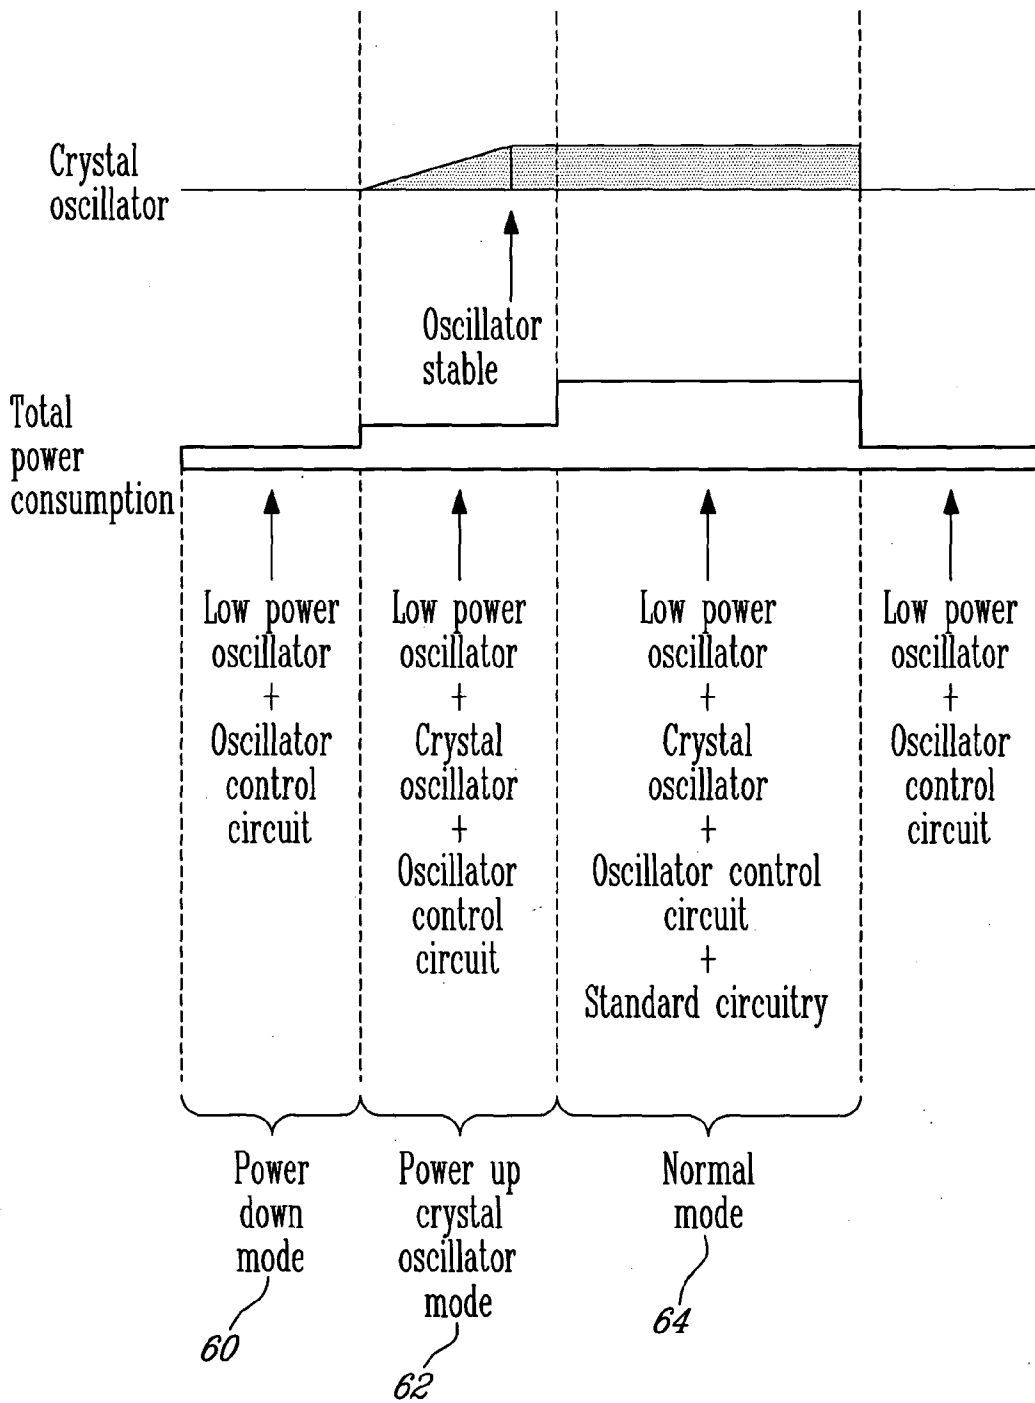 Crystal
oscillator
Oscillator
stable
Total
power
consumption
Low power
oscillator
+
Oscillator
control
circuit
Low power
oscillator
+
Crystal
oscillator
+
Oscillator
control
circuit
Low power
oscillator
+
Crystal
oscillator
+
Oscillator control
circuit
+
Standard circuitry
Low power
oscillator
+
Oscillator
control
circuit
Power
down
mode
60
Power up
crystal
oscillator
mode
62
Normal
mode
64